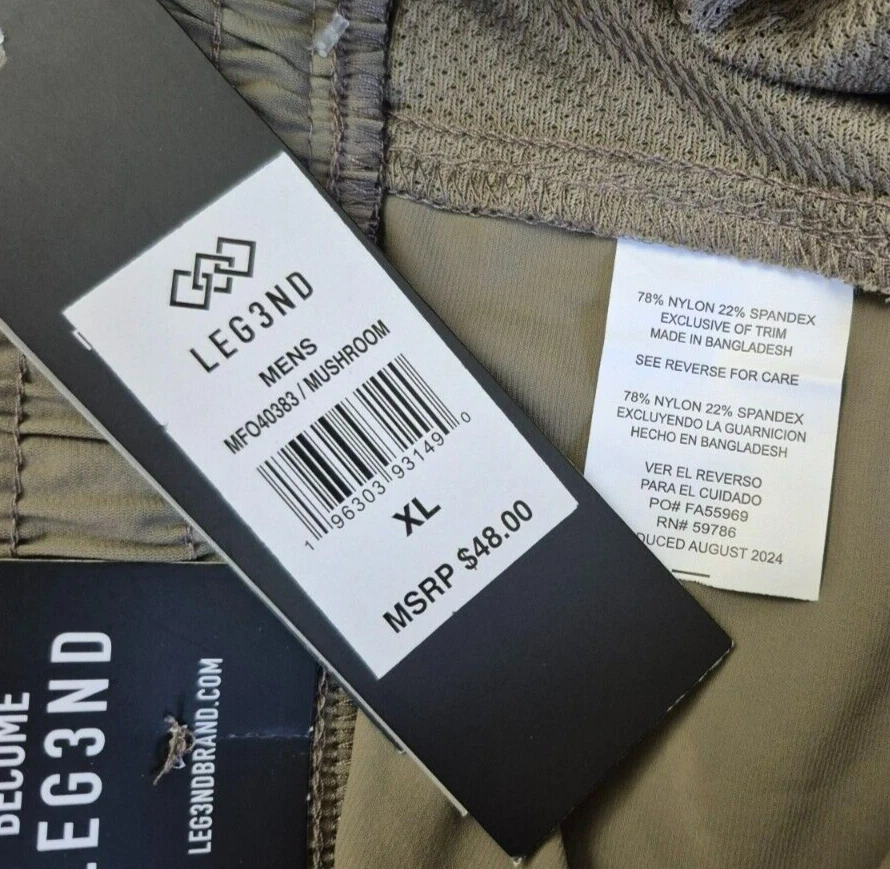 LEG3ND
MENS
MFO40383 / MUSHROOM
1 96303 93149 0
XL
MSRP $48.00
78% NYLON 22% SPANDEX
EXCLUSIVE OF TRIM
MADE IN BANGLADESH
SEE REVERSE FOR CARE
78% NYLON 22% SPANDEX
EXCLUYENDO LA GUARNICION
HECHO EN BANGLADESH
VER EL REVERSO
PARA EL CUIDADO
PO# FA55969
RN# 59786
DUCED AUGUST 2024
BECOME
LEG3ND
LEG3NDBRAND.COM